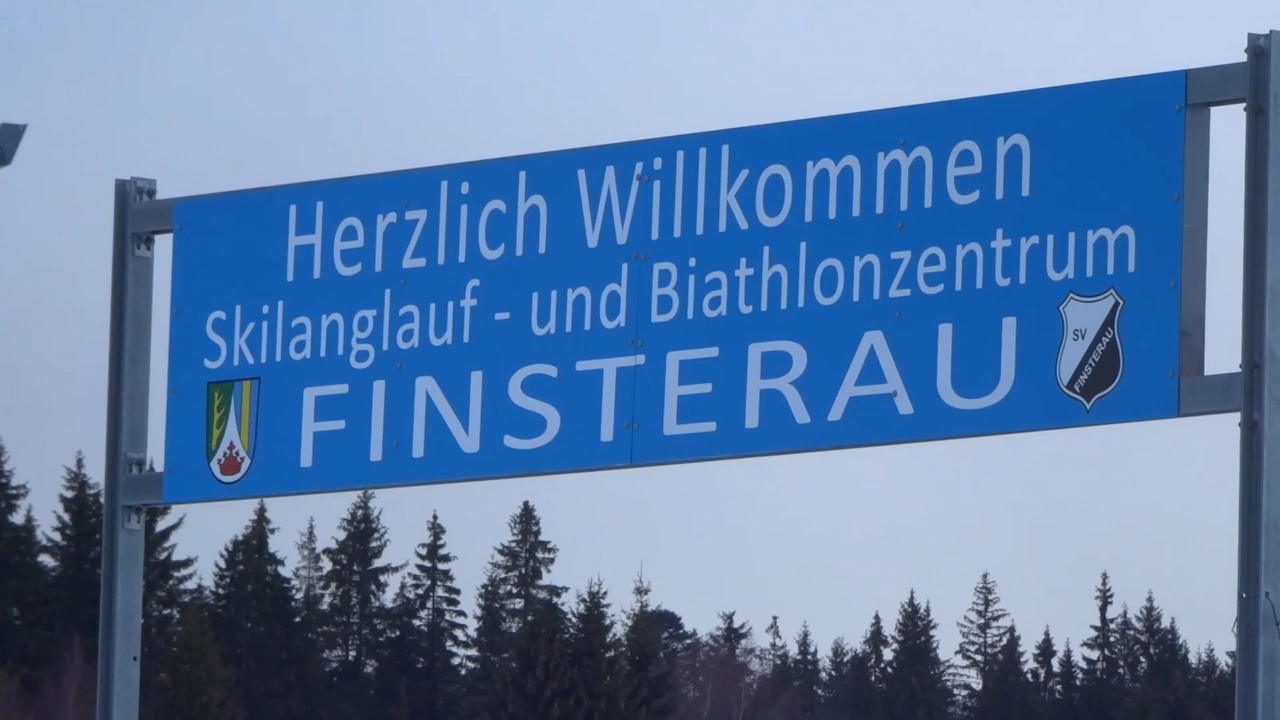 Herzlich Willkommen
Skilanglauf - und Biathlonzentrum
FINSTERAU
SV
FINSTERAU